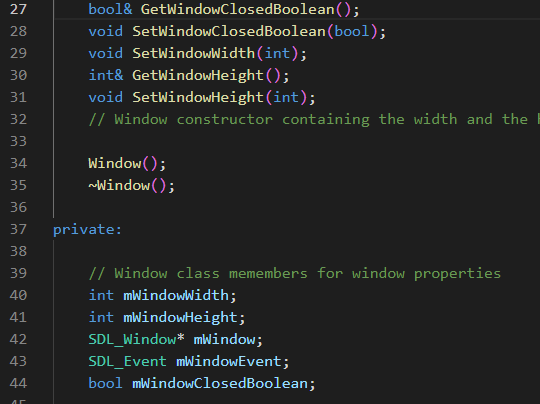 27 bool& GetWindowClosedBoolean();
28 void SetWindowClosedBoolean(bool);
29 void SetWindowWidth(int);
30 int& GetWindowHeight();
31 void SetWindowHeight(int);
32 // Window constructor containing the width and the
33
34 Window();
35 ~Window();
36
37 private:
38
39 // Window class memembers for window properties
40 int mWindowWidth;
41 int mWindowHeight;
42 SDL_Window* mWindow;
43 SDL_Event mWindowEvent;
44 bool mWindowClosedBoolean;